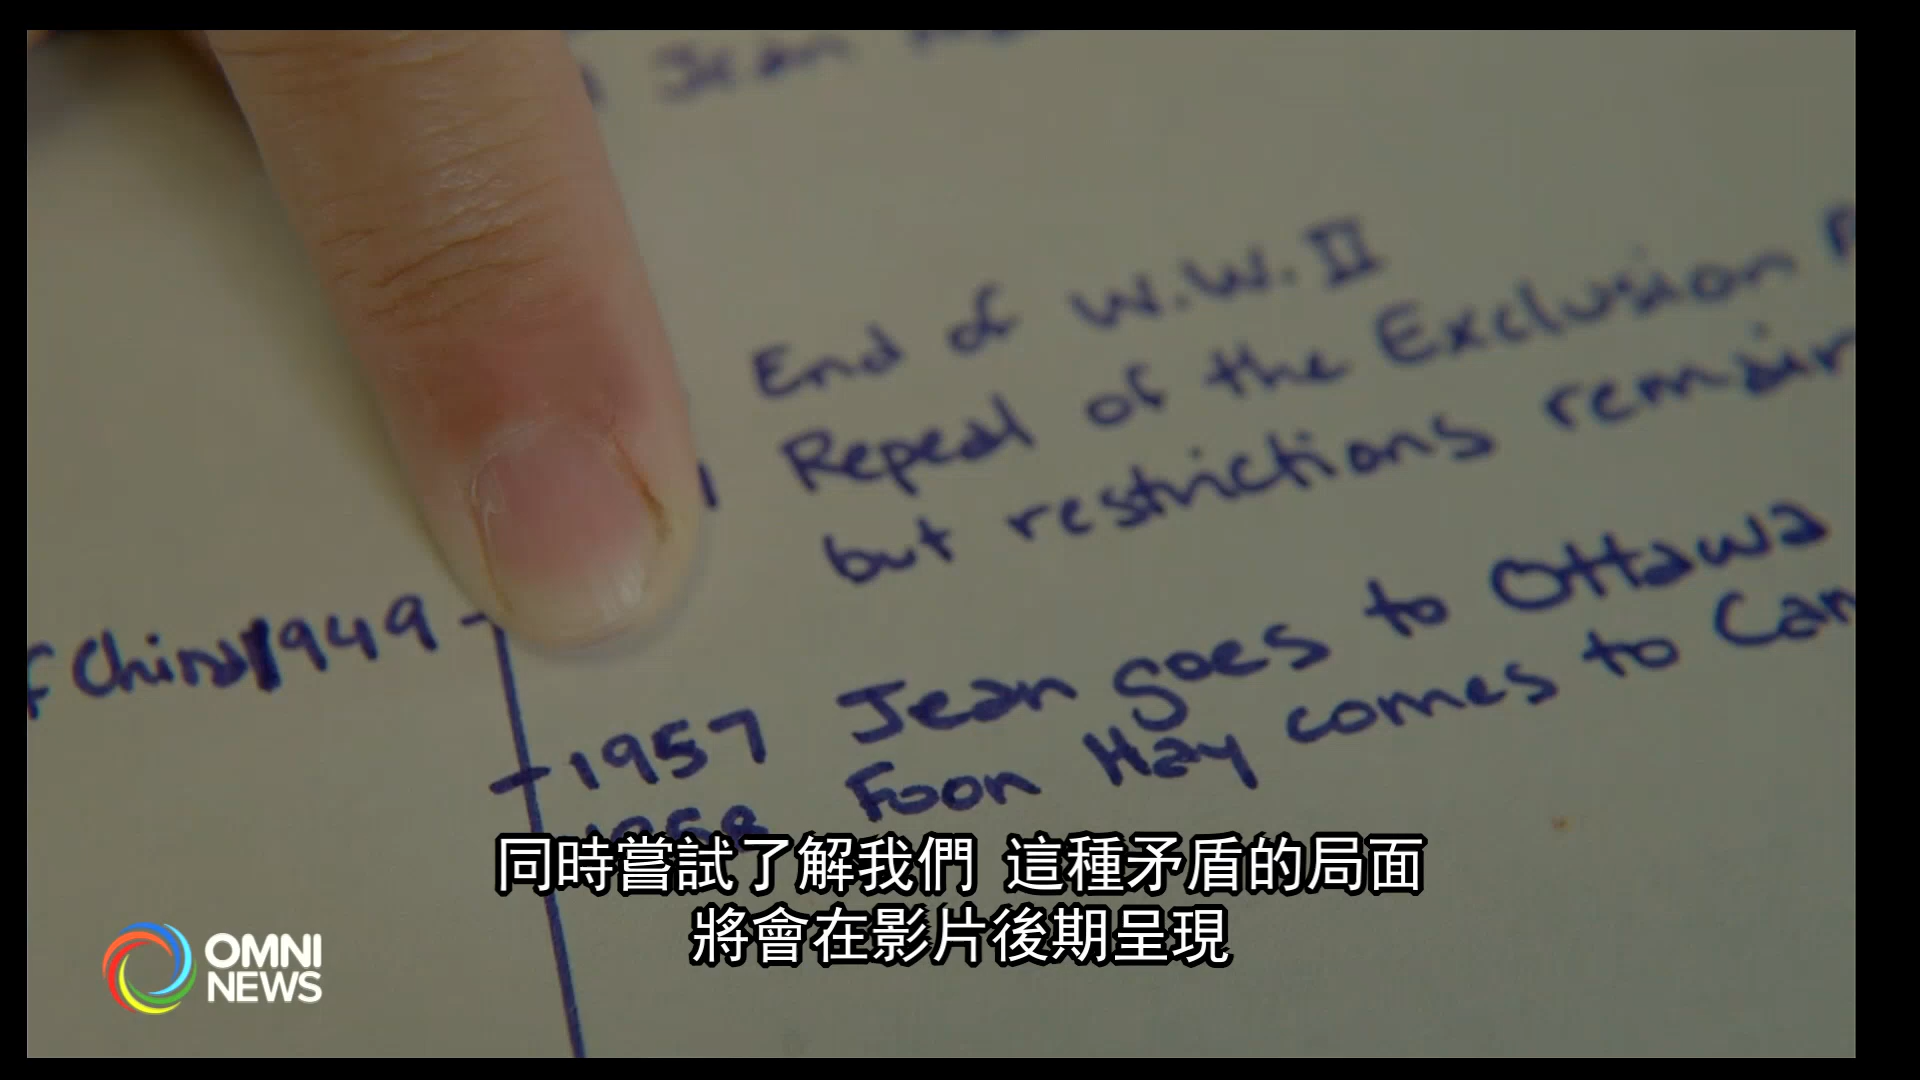 Jean
End of W.W. II
Repeal of the Exclusion
but restrictions remain
f China 1949
1957 Jean goes to Ottawa
1958 Foon Hay comes to Can
同時嘗試了解我們 這種矛盾的局面
將會在影片後期呈現
OMNI
NEWS